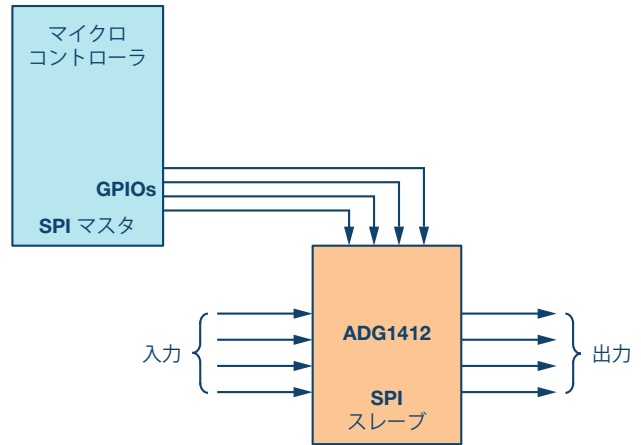 マイクロ
コントローラ
GPIOs
SPI マスタ
入力
ADG1412
出力
SPI
スレーブ